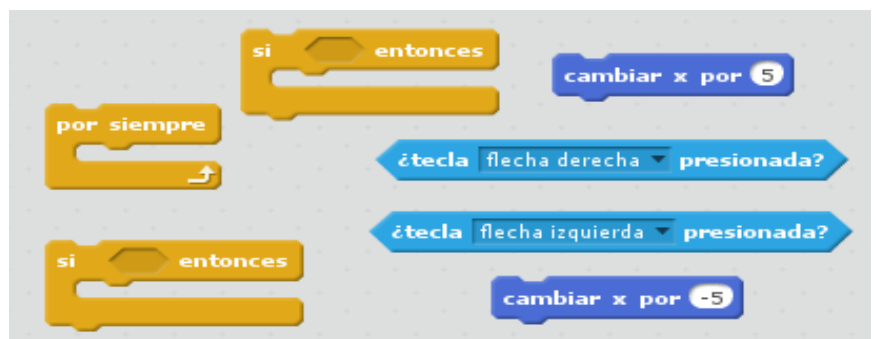 si entonces
cambiar x por 5
por siempre
¿tecla flecha derecha presionada?
¿tecla flecha izquierda presionada?
si entonces
cambiar x por -5